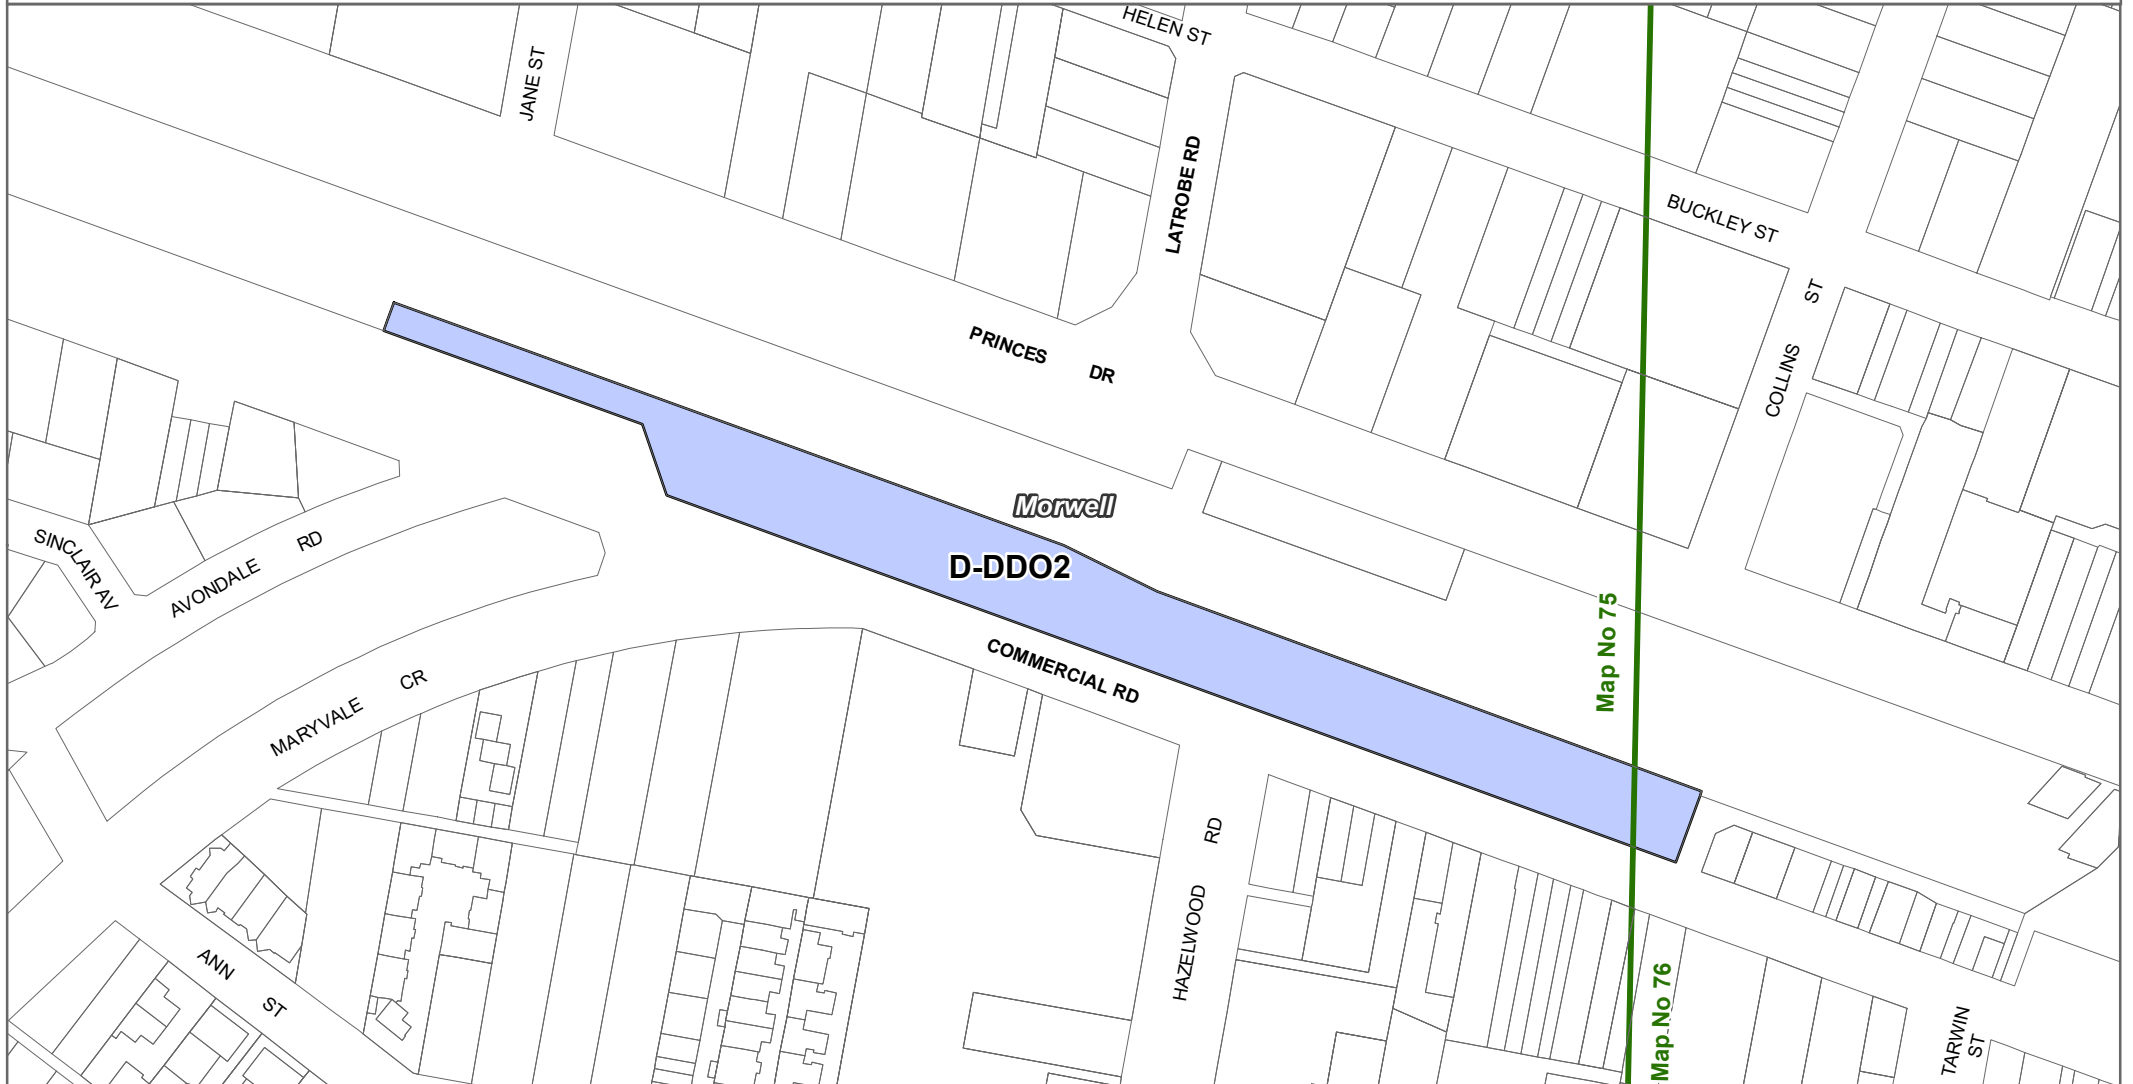 HELEN ST
JANE ST
LATROBE RD
BUCKLEY ST
COLLINS ST
PRINCES DR
Morwell
D-DDO2
SINCLAIR AV
AVONDALE RD
MARYVALE CR
COMMERCIAL RD
Map No 75
HAZELWOOD RD
ANN ST
Map No 76
TARWIN
ST